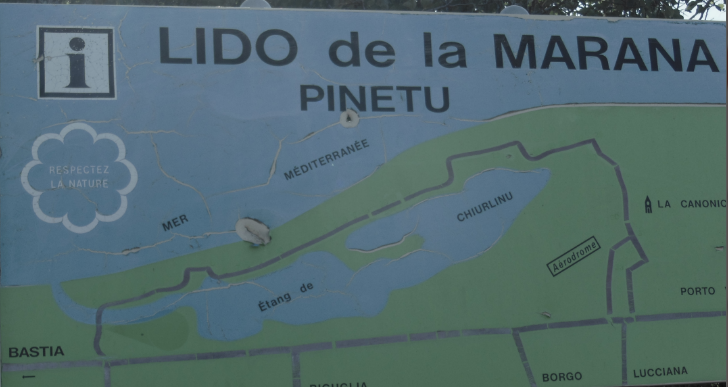 i
LIDO de la MARANA
PINETU
RESPECTEZ
LA NATURE
MER
MÉDITERRANÉE
CHIURLINU
Étang de
Aérodrome
LA CANONIC
PORTO
BASTIA
BIGUGLIA
BORGO
LUCCIANA